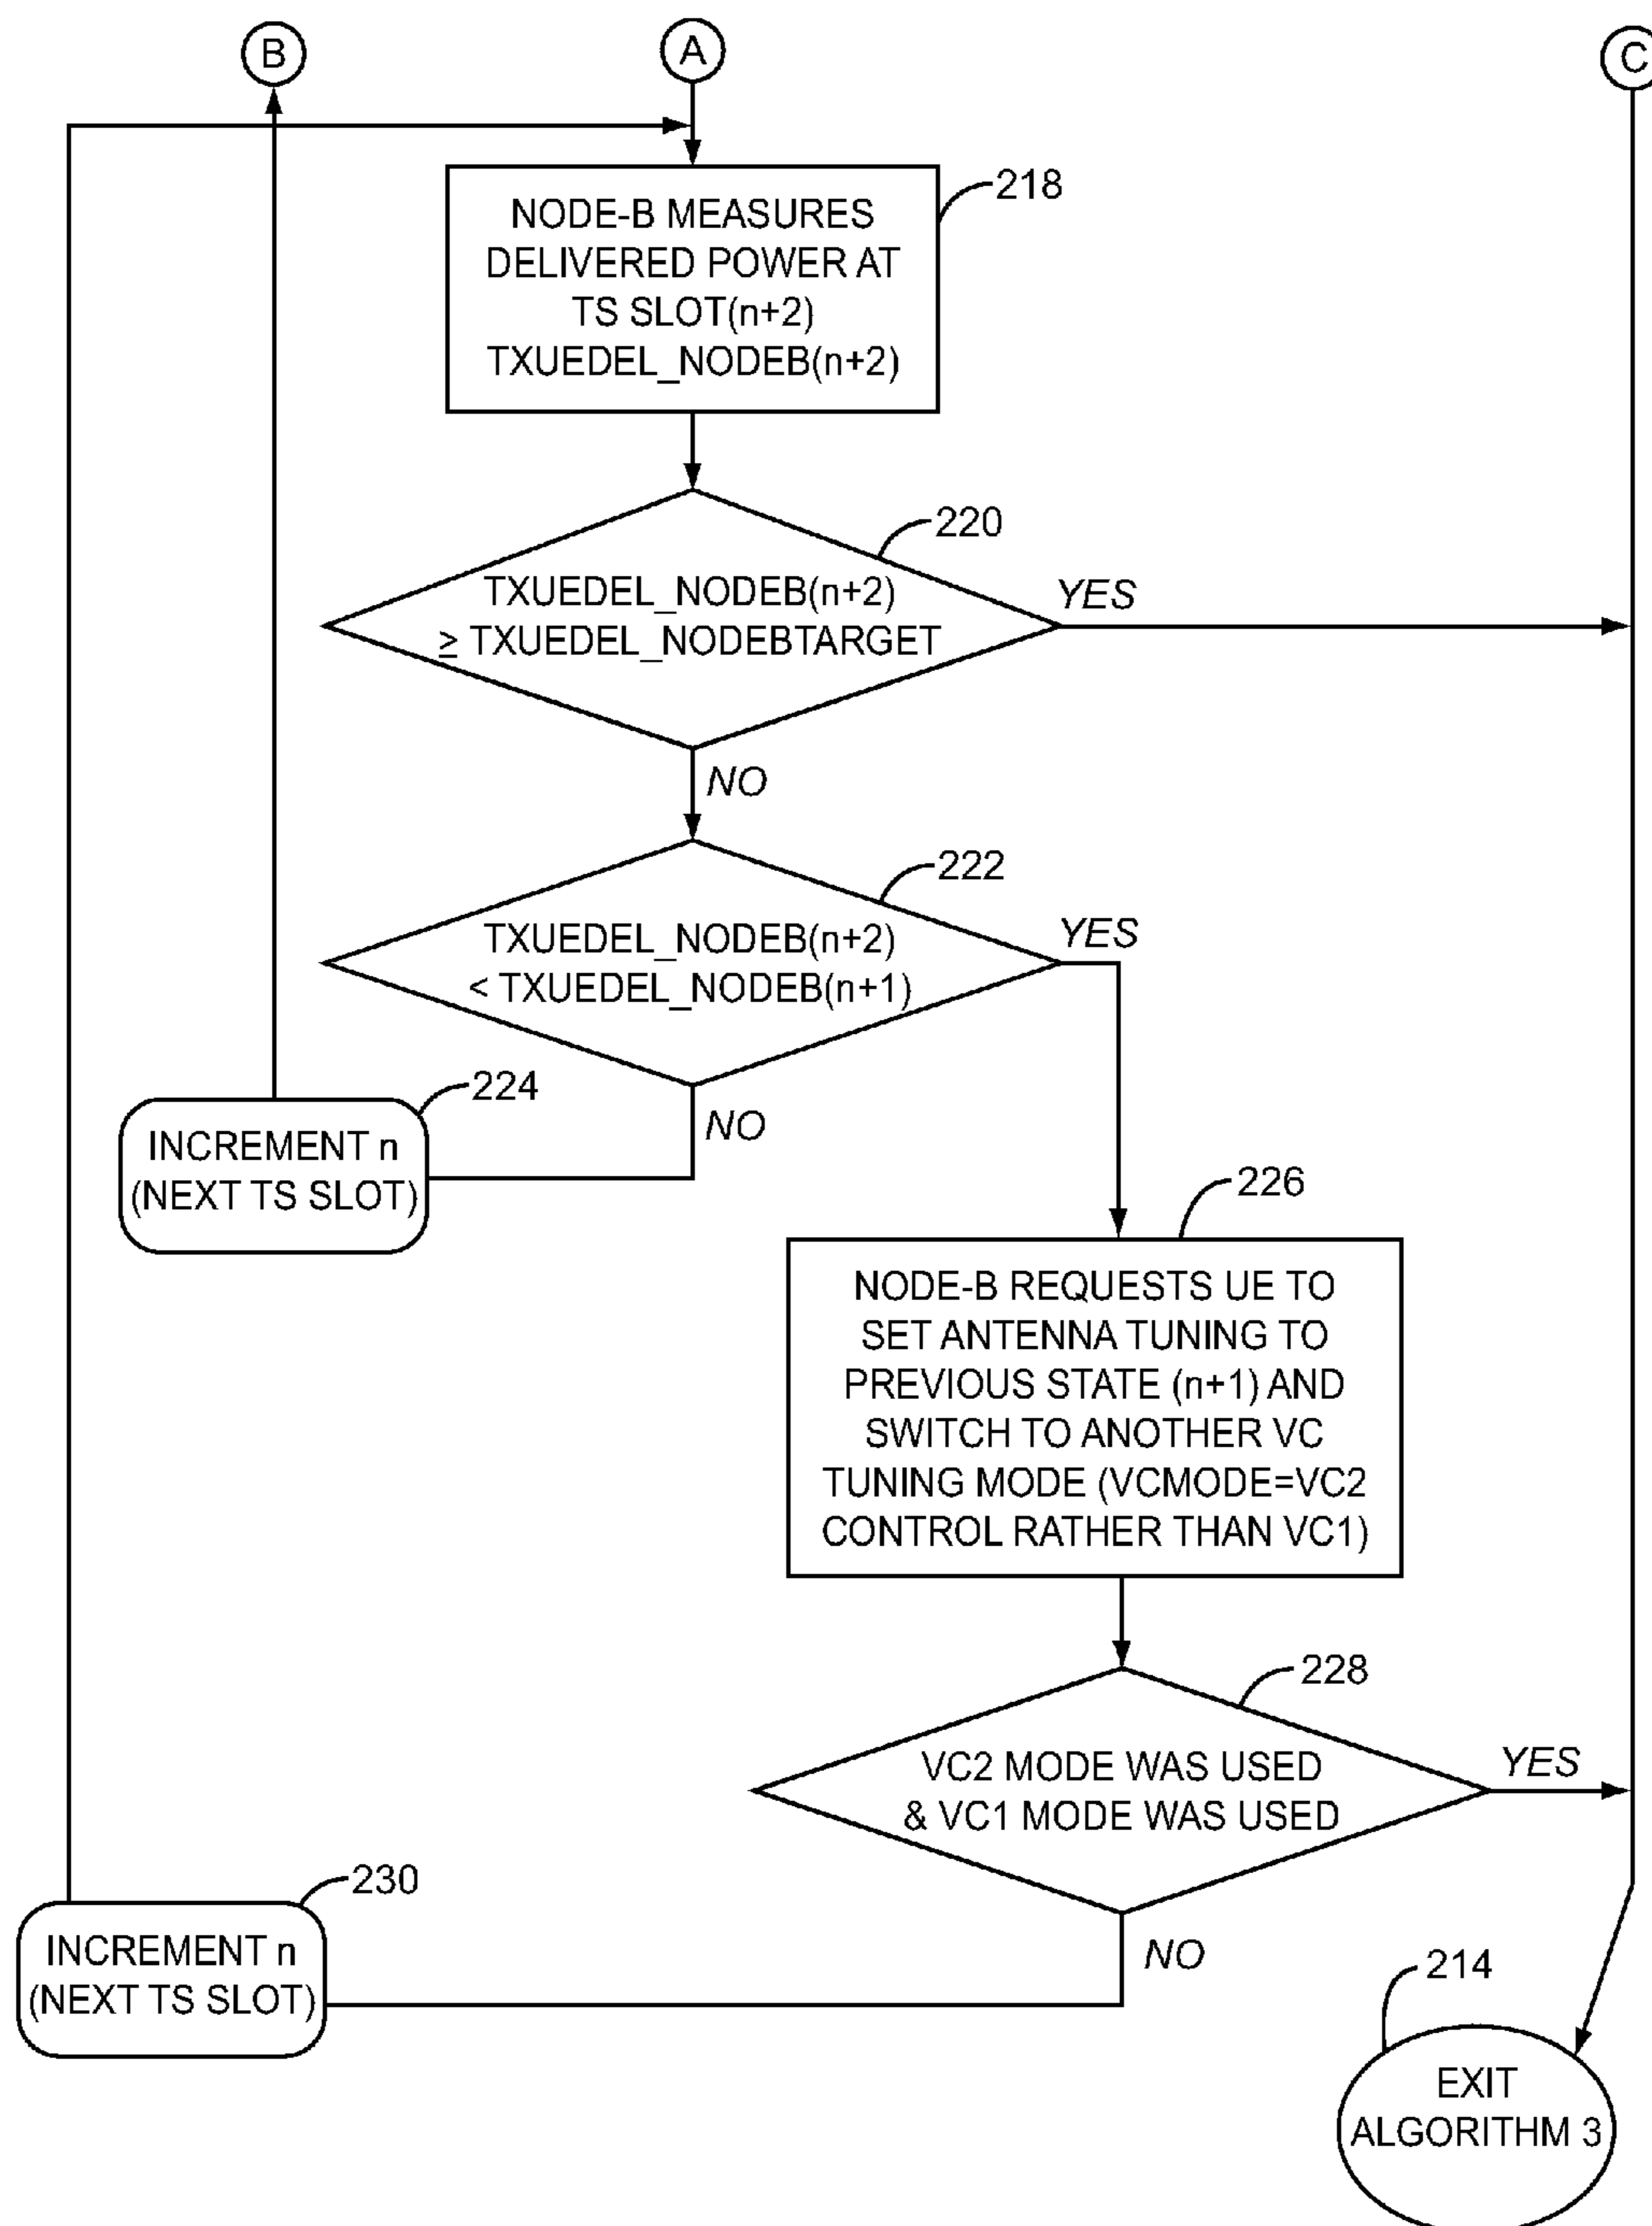 B
A
C
218
NODE-B MEASURES
DELIVERED POWER AT
TS SLOT(n+2)
TXUEDEL_NODEB(n+2)
220
TXUEDEL_NODEB(n+2)
≥ TXUEDEL_NODEBTARGET
YES
NO
222
TXUEDEL_NODEB(n+2)
< TXUEDEL_NODEB(n+1)
YES
NO
224
INCREMENT n
(NEXT TS SLOT)
226
NODE-B REQUESTS UE TO
SET ANTENNA TUNING TO
PREVIOUS STATE (n+1) AND
SWITCH TO ANOTHER VC
TUNING MODE (VCMODE=VC2
CONTROL RATHER THAN VC1)
228
VC2 MODE WAS USED
& VC1 MODE WAS USED
YES
NO
230
INCREMENT n
(NEXT TS SLOT)
214
EXIT
ALGORITHM 3